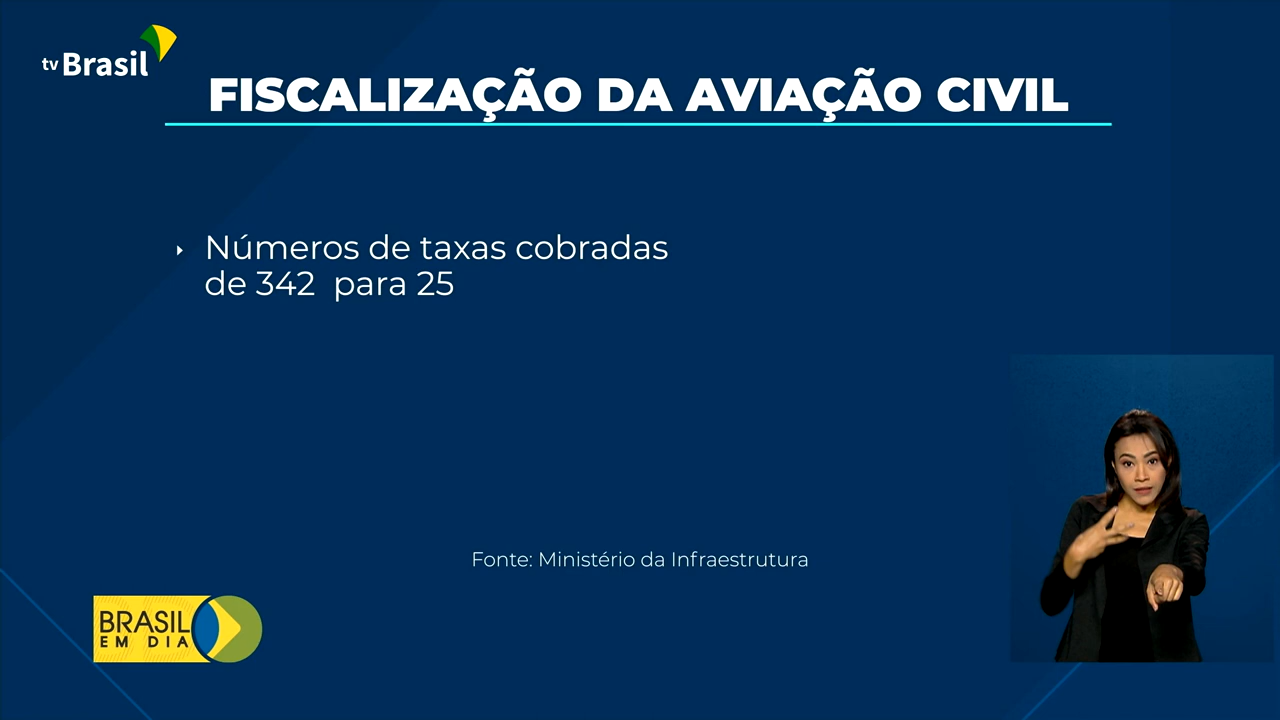 tv Brasil
FISCALIZAÇÃO DA AVIAÇÃO CIVIL
Números de taxas cobradas
de 342 para 25
Fonte: Ministério da Infraestrutura
BRASIL
EM DIA